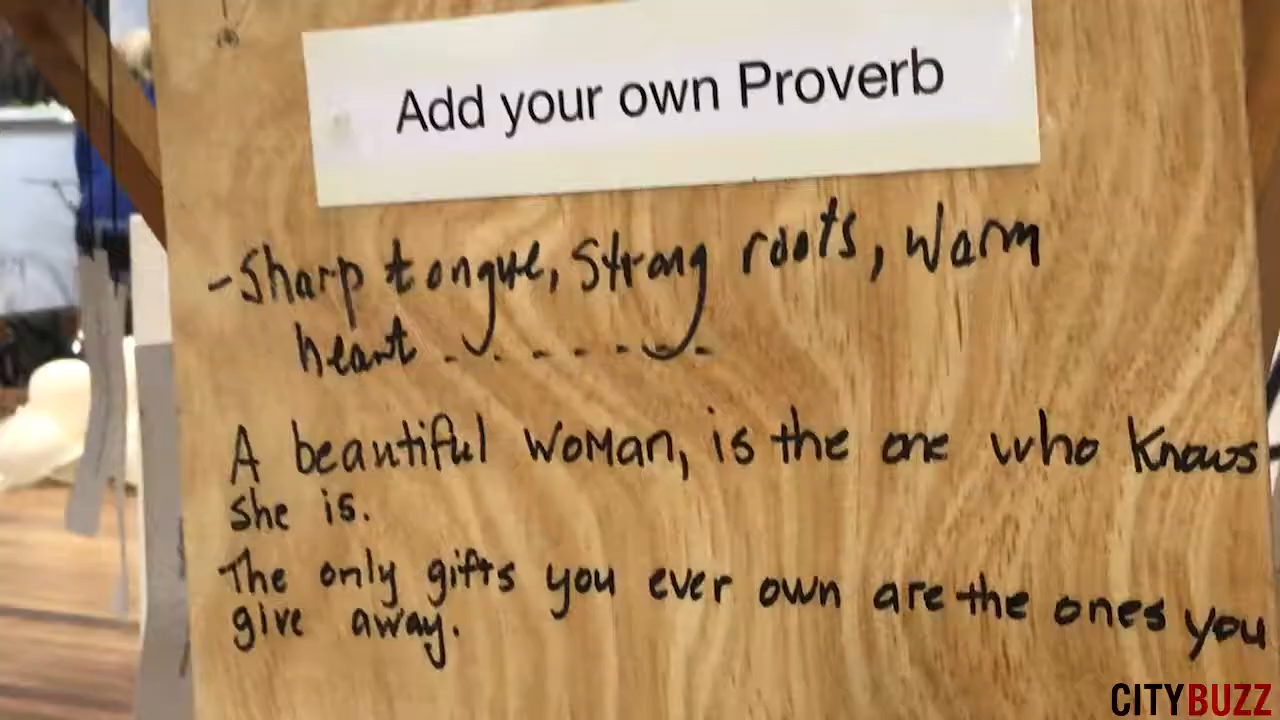 Add your own Proverb
-Sharp tongue, Strong roots, Warm
heart - - - - - - -
A beautiful Woman, is the one who Knows
she is.
The only gifts you ever own are the ones you
give away.
CITYBUZZ